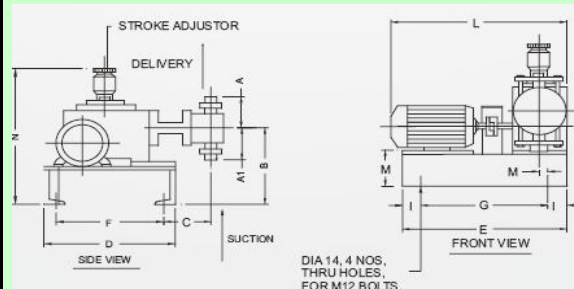 STROKE ADJUSTOR
DELIVERY
A
N
B
A1
F
C
D
SUCTION
SIDE VIEW
L
M
M
I
G
I
E
FRONT VIEW
DIA 14, 4 NOS,
THRU HOLES,
FOR M12 BOLTS